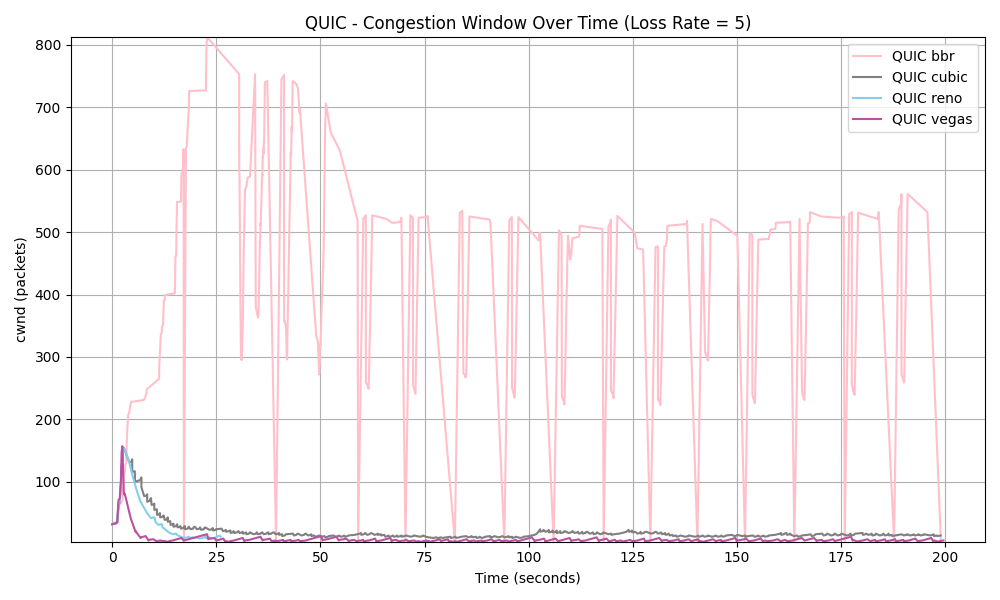 QUIC - Congestion Window Over Time (Loss Rate = 5)
cwnd (packets)
800
700
600
500
400
300
200
100
QUIC bbr
QUIC cubic
QUIC reno
QUIC vegas
0 25 50 75 100 125 150 175 200
Time (seconds)